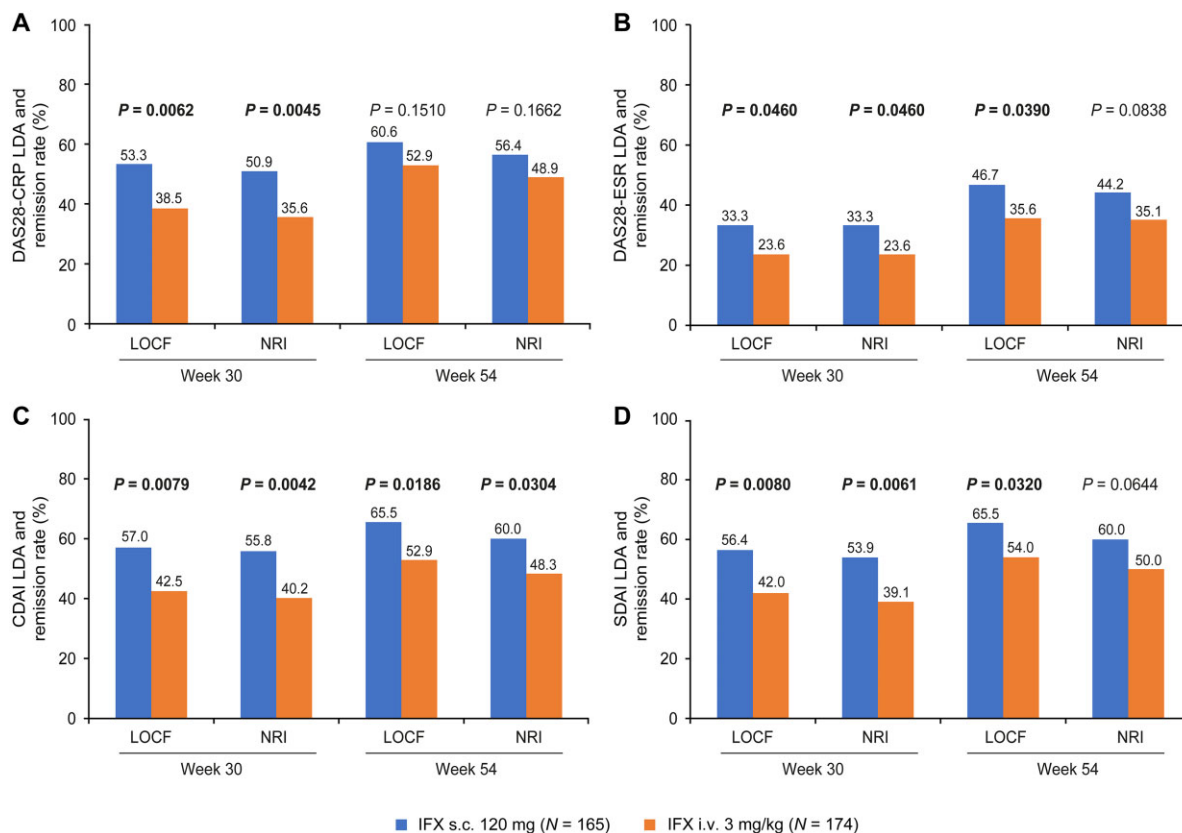 A
DAS28-CRP LDA and
remission rate (%)
100
80
60
40
20
0
P = 0.0062
P = 0.0045
P = 0.1510
P = 0.1662
53.3
38.5
50.9
35.6
60.6
52.9
56.4
48.9
LOCF
NRI
LOCF
NRI
Week 30
Week 54
B
DAS28-ESR LDA and
remission rate (%)
100
80
60
40
20
0
P = 0.0460
P = 0.0460
P = 0.0390
P = 0.0838
33.3
23.6
33.3
23.6
46.7
35.6
44.2
35.1
LOCF
NRI
LOCF
NRI
Week 30
Week 54
C
CDAI LDA and
remission rate (%)
100
80
60
40
20
0
P = 0.0079
P = 0.0042
P = 0.0186
P = 0.0304
57.0
42.5
55.8
40.2
65.5
52.9
60.0
48.3
LOCF
NRI
LOCF
NRI
Week 30
Week 54
D
SDAI LDA and
remission rate (%)
100
80
60
40
20
0
P = 0.0080
P = 0.0061
P = 0.0320
P = 0.0644
56.4
42.0
53.9
39.1
65.5
54.0
60.0
50.0
LOCF
NRI
LOCF
NRI
Week 30
Week 54
IFX s.c. 120 mg (N = 165)
IFX i.v. 3 mg/kg (N = 174)